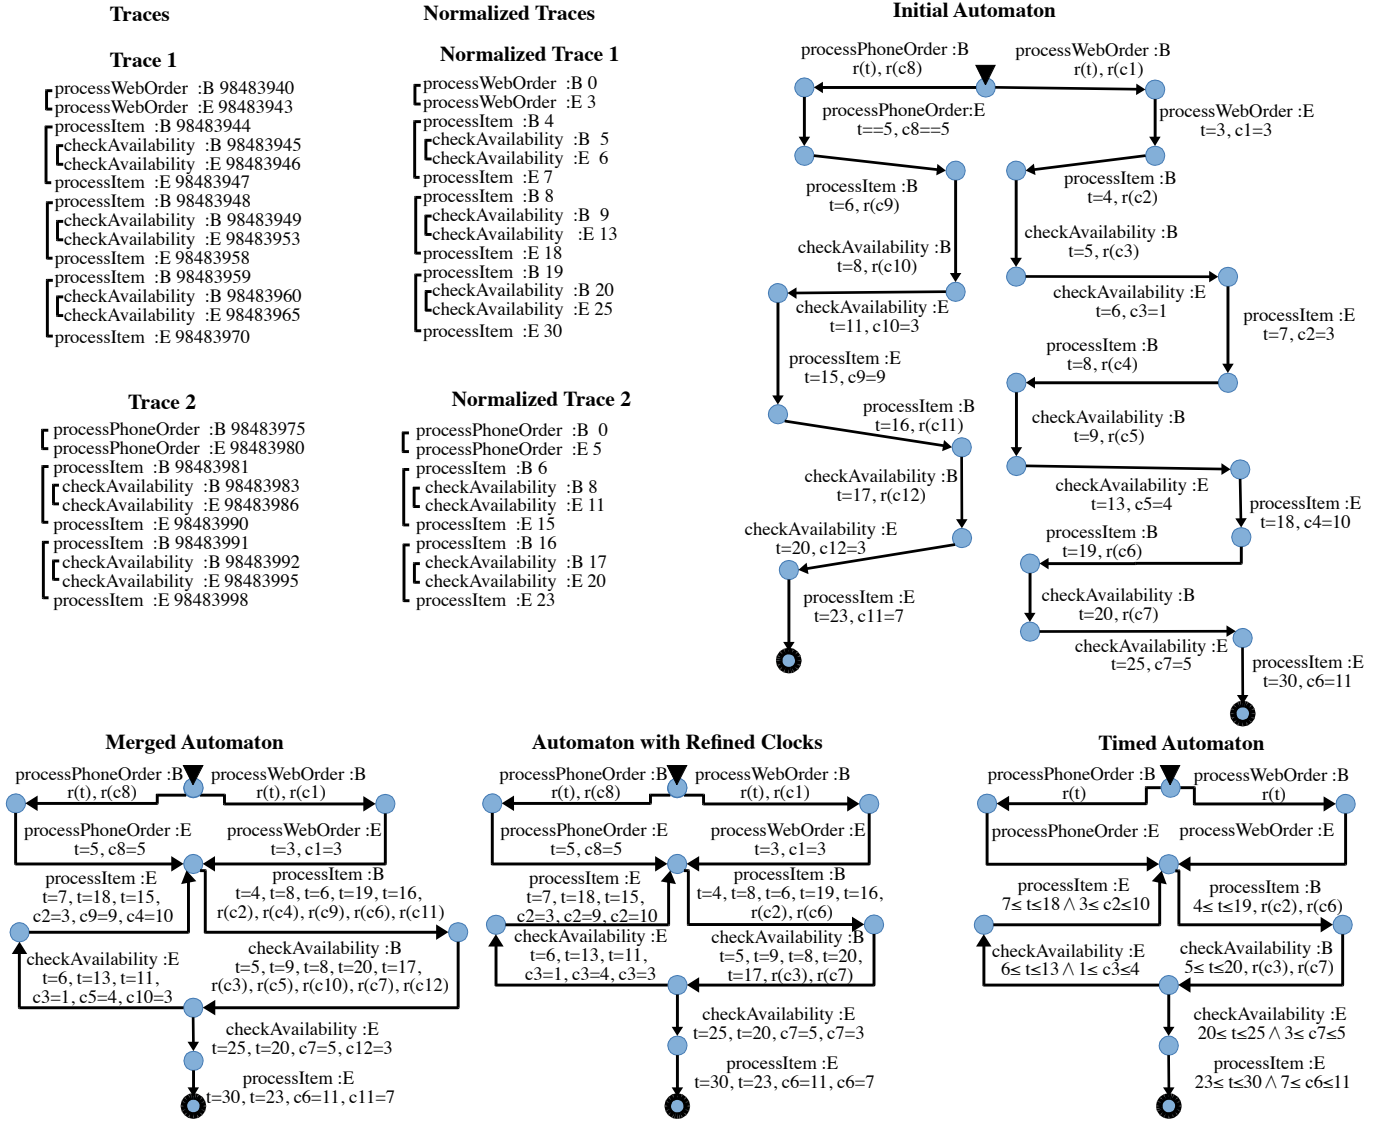 Traces
Trace 1
processWebOrder :B 98483940
processWebOrder :E 98483943
processItem :B 98483944
checkAvailability :B 98483945
checkAvailability :E 98483946
processItem :E 98483947
processItem :B 98483948
checkAvailability :B 98483949
checkAvailability :E 98483953
processItem :E 98483958
processItem :B 98483959
checkAvailability :B 98483960
checkAvailability :E 98483965
processItem :E 98483970
Trace 2
processPhoneOrder :B 98483975
processPhoneOrder :E 98483980
processItem :B 98483981
checkAvailability :B 98483983
checkAvailability :E 98483986
processItem :E 98483990
processItem :B 98483991
checkAvailability :B 98483992
checkAvailability :E 98483995
processItem :E 98483998
Normalized Traces
Normalized Trace 1
processWebOrder :B 0
processWebOrder :E 3
processItem :B 4
checkAvailability :B 5
checkAvailability :E 6
processItem :E 7
processItem :B 8
checkAvailability :B 9
checkAvailability :E 13
processItem :E 18
processItem :B 19
checkAvailability :B 20
checkAvailability :E 25
processItem :E 30
Normalized Trace 2
processPhoneOrder :B 0
processPhoneOrder :E 5
processItem :B 6
checkAvailability :B 8
checkAvailability :E 11
processItem :E 15
processItem :B 16
checkAvailability :B 17
checkAvailability :E 20
processItem :E 23
Initial Automaton
processPhoneOrder :B
r(t), r(c8)
processPhoneOrder:E
t==5, c8==5
processItem :B
t=6, r(c9)
checkAvailability :B
t=8, r(c10)
checkAvailability :E
t=11, c10=3
processItem :E
t=15, c9=9
processItem :B
t=16, r(c11)
checkAvailability :B
t=17, r(c12)
checkAvailability :E
t=20, c12=3
processItem :E
t=23, c11=7
processWebOrder :B
r(t), r(c1)
processWebOrder :E
t=3, c1=3
processItem :B
t=4, r(c2)
checkAvailability :B
t=5, r(c3)
checkAvailability :E
t=6, c3=1
processItem :E
t=7, c2=3
processItem :B
t=8, r(c4)
checkAvailability :B
t=9, r(c5)
checkAvailability :E
t=13, c5=4
processItem :E
t=18, c4=10
processItem :B
t=19, r(c6)
checkAvailability :B
t=20, r(c7)
checkAvailability :E
t=25, c7=5
processItem :E
t=30, c6=11
Merged Automaton
processPhoneOrder :B
r(t), r(c8)
processWebOrder :B
r(t), r(c1)
processPhoneOrder :E
t=5, c8=5
processWebOrder :E
t=3, c1=3
processItem :E
t=7, t=18, t=15,
c2=3, c9=9, c4=10
processItem :B
t=4, t=8, t=6, t=19, t=16,
r(c2), r(c4), r(c9), r(c6), r(c11)
checkAvailability :E
t=6, t=13, t=11,
c3=1, c5=4, c10=3
checkAvailability :B
t=5, t=9, t=8, t=20, t=17,
r(c3), r(c5), r(c10), r(c7), r(c12)
checkAvailability :E
t=25, t=20, c7=5, c12=3
processItem :E
t=30, t=23, c6=11, c11=7
Automaton with Refined Clocks
processPhoneOrder :B
r(t), r(c8)
processWebOrder :B
r(t), r(c1)
processPhoneOrder :E
t=5, c8=5
processWebOrder :E
t=3, c1=3
processItem :E
t=7, t=18, t=15,
c2=3, c2=9, c2=10
processItem :B
t=4, t=8, t=6, t=19, t=16,
r(c2), r(c6)
checkAvailability :E
t=6, t=13, t=11,
c3=1, c3=4, c3=3
checkAvailability :B
t=5, t=9, t=8, t=20,
t=17, r(c3), r(c7)
checkAvailability :E
t=25, t=20, c7=5, c7=3
processItem :E
t=30, t=23, c6=11, c6=7
Timed Automaton
processPhoneOrder :B
r(t)
processWebOrder :B
r(t)
processPhoneOrder :E
processWebOrder :E
processItem :E
7≤ t≤18 ∧ 3≤ c2≤10
processItem :B
4≤ t≤19, r(c2), r(c6)
checkAvailability :E
6≤ t≤13 ∧ 1≤ c3≤4
checkAvailability :B
5≤ t≤20, r(c3), r(c7)
checkAvailability :E
20≤ t≤25 ∧ 3≤ c7≤5
processItem :E
23≤ t≤30 ∧ 7≤ c6≤11